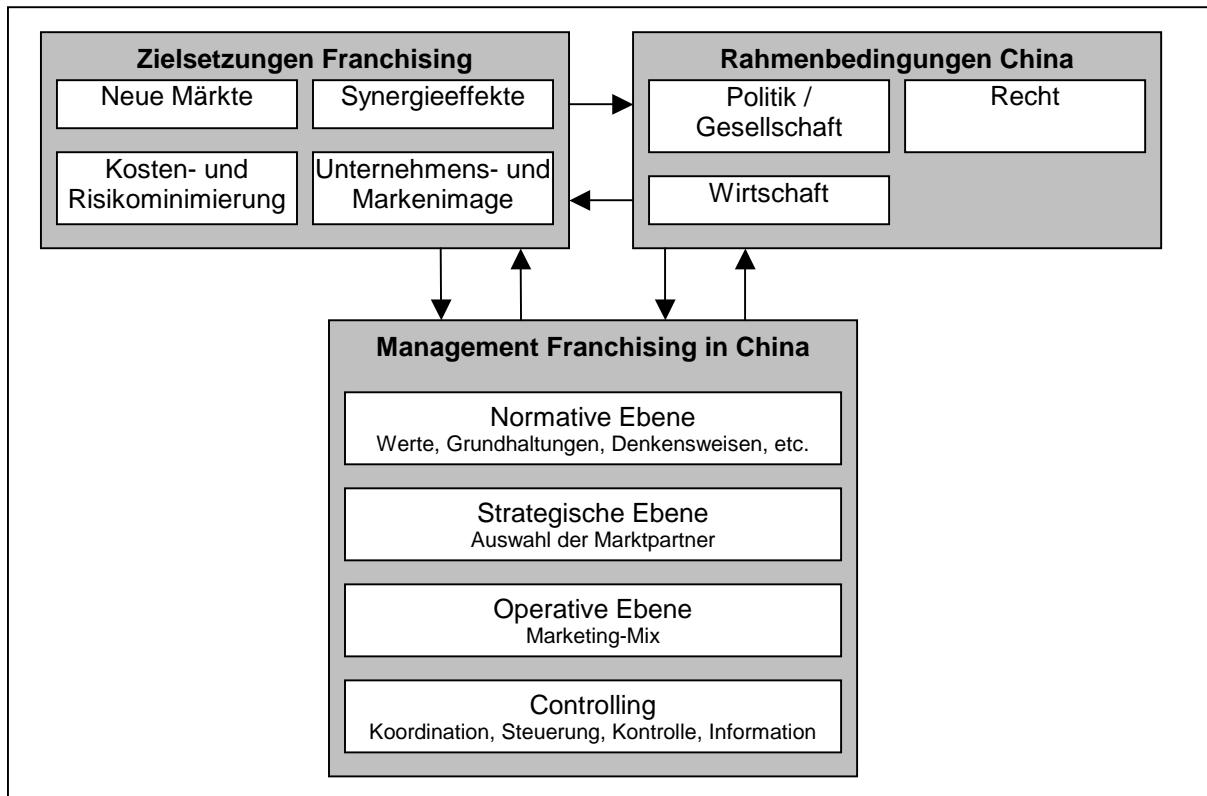 Zielsetzungen Franchising
Neue Märkte
Synergieeffekte
Kosten- und
Risikominimierung
Unternehmens- und
Markenimage
Rahmenbedingungen China
Politik /
Gesellschaft
Recht
Wirtschaft
Management Franchising in China
Normative Ebene
Werte, Grundhaltungen, Denkensweisen, etc.
Strategische Ebene
Auswahl der Marktpartner
Operative Ebene
Marketing-Mix
Controlling
Koordination, Steuerung, Kontrolle, Information